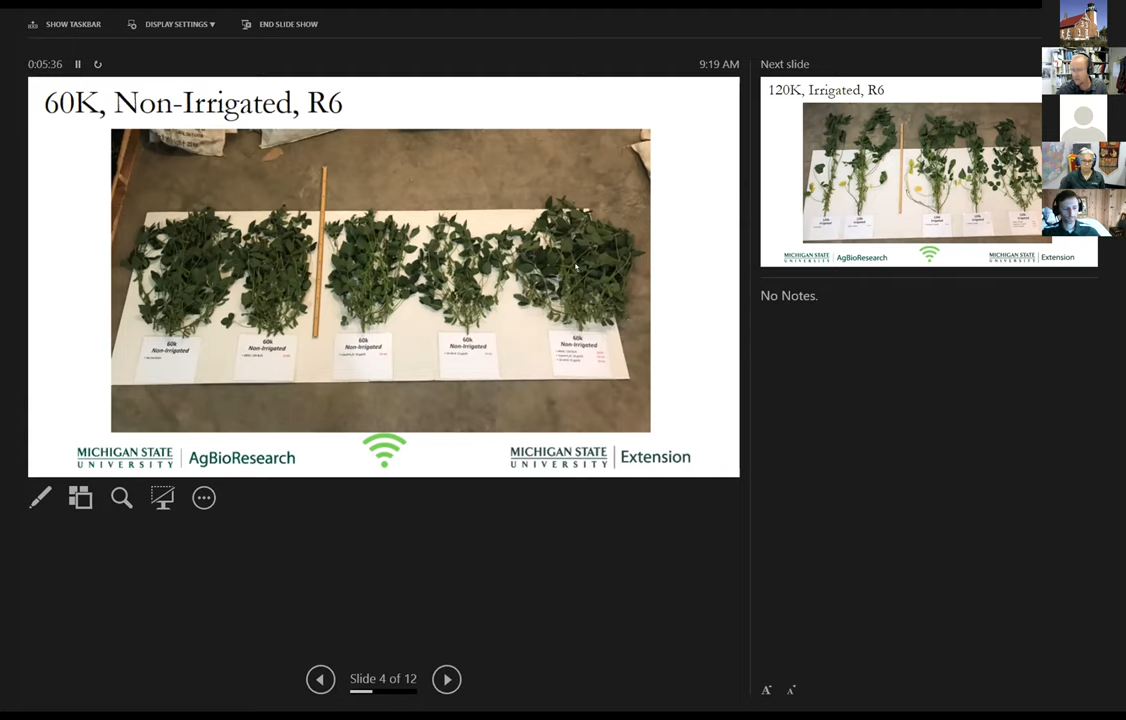 SHOW TASKBAR
DISPLAY SETTINGS ▼
END SLIDE SHOW
0:05:36
9:19 AM
Next slide
60K, Non-Irrigated, R6
60k
Non-Irrigated
60k
Non-Irrigated
60k
Non-Irrigated
60k
Non-Irrigated
60k
Non-Irrigated
MICHIGAN STATE
UNIVERSITY
AgBioResearch
MICHIGAN STATE
UNIVERSITY
Extension
120K, Irrigated, R6
MICHIGAN STATE
UNIVERSITY
AgBioResearch
MICHIGAN STATE
UNIVERSITY
Extension
No Notes.
Slide 4 of 12
A
A